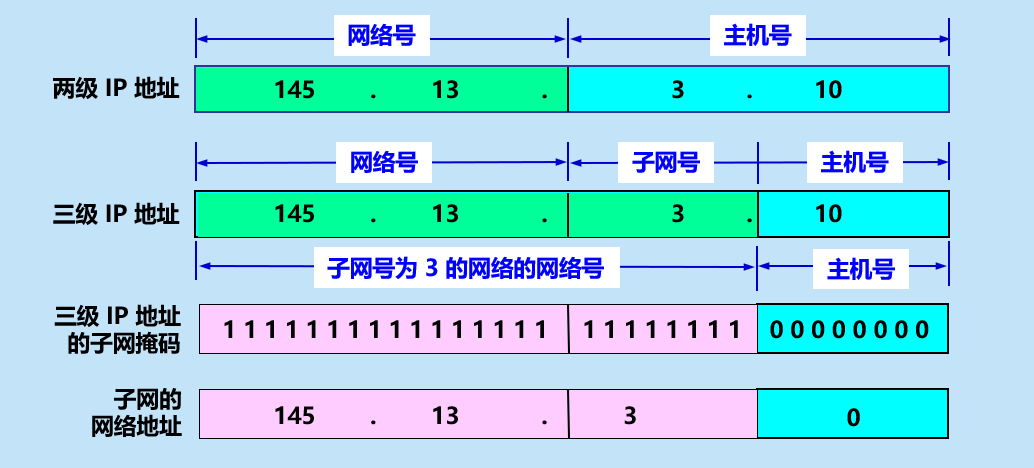 网络号 主机号
两级 IP 地址 145 . 13 . 3 . 10
网络号 子网号 主机号
三级 IP 地址 145 . 13 . 3 . 10
子网号为 3 的网络的网络号 主机号
三级 IP 地址
的子网掩码
1 1 1 1 1 1 1 1 1 1 1 1 1 1 1 1 1 1 1 1 1 1 1 1 0 0 0 0 0 0 0 0
子网的
网络地址
145 . 13 . 3 0